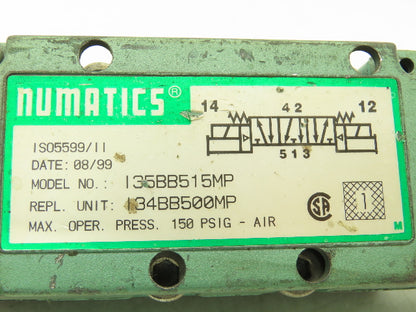 numatics®
14 4 2 12
5 1 3
ISO5599/II
DATE: 08/99
MODEL NO.: I35BB515MP
REPL. UNIT: I34BB500MP
MAX. OPER. PRESS. 150 PSIG - AIR
SA
1
M